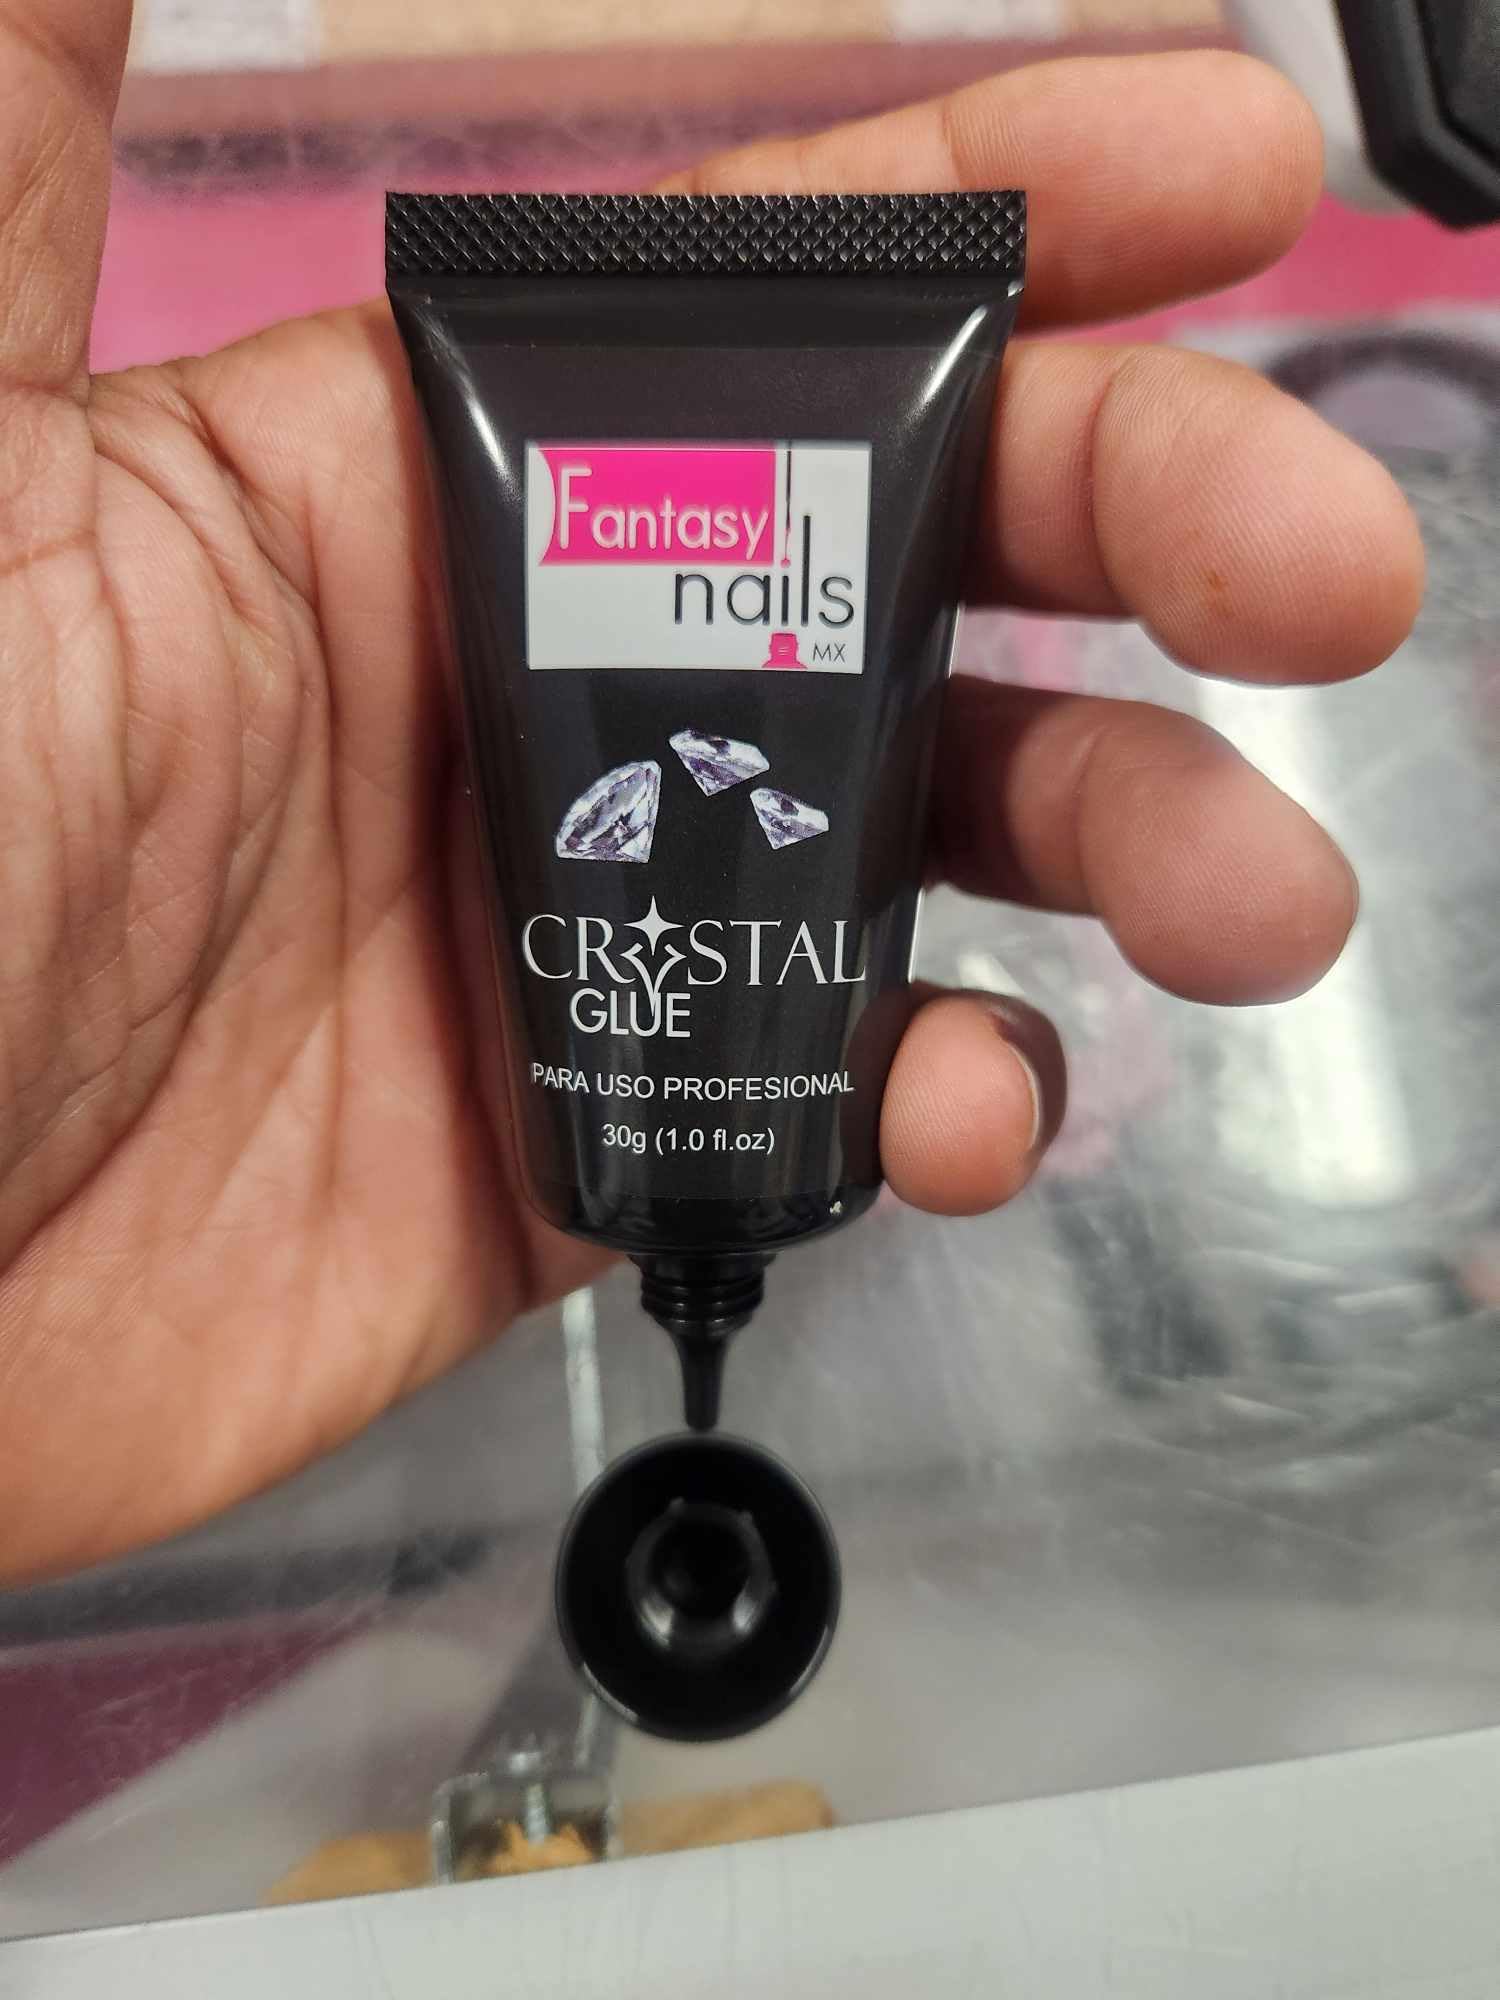 Fantasy
nails
MX
CRYSTAL
GLUE
PARA USO PROFESIONAL
30g (1.0 fl.oz)